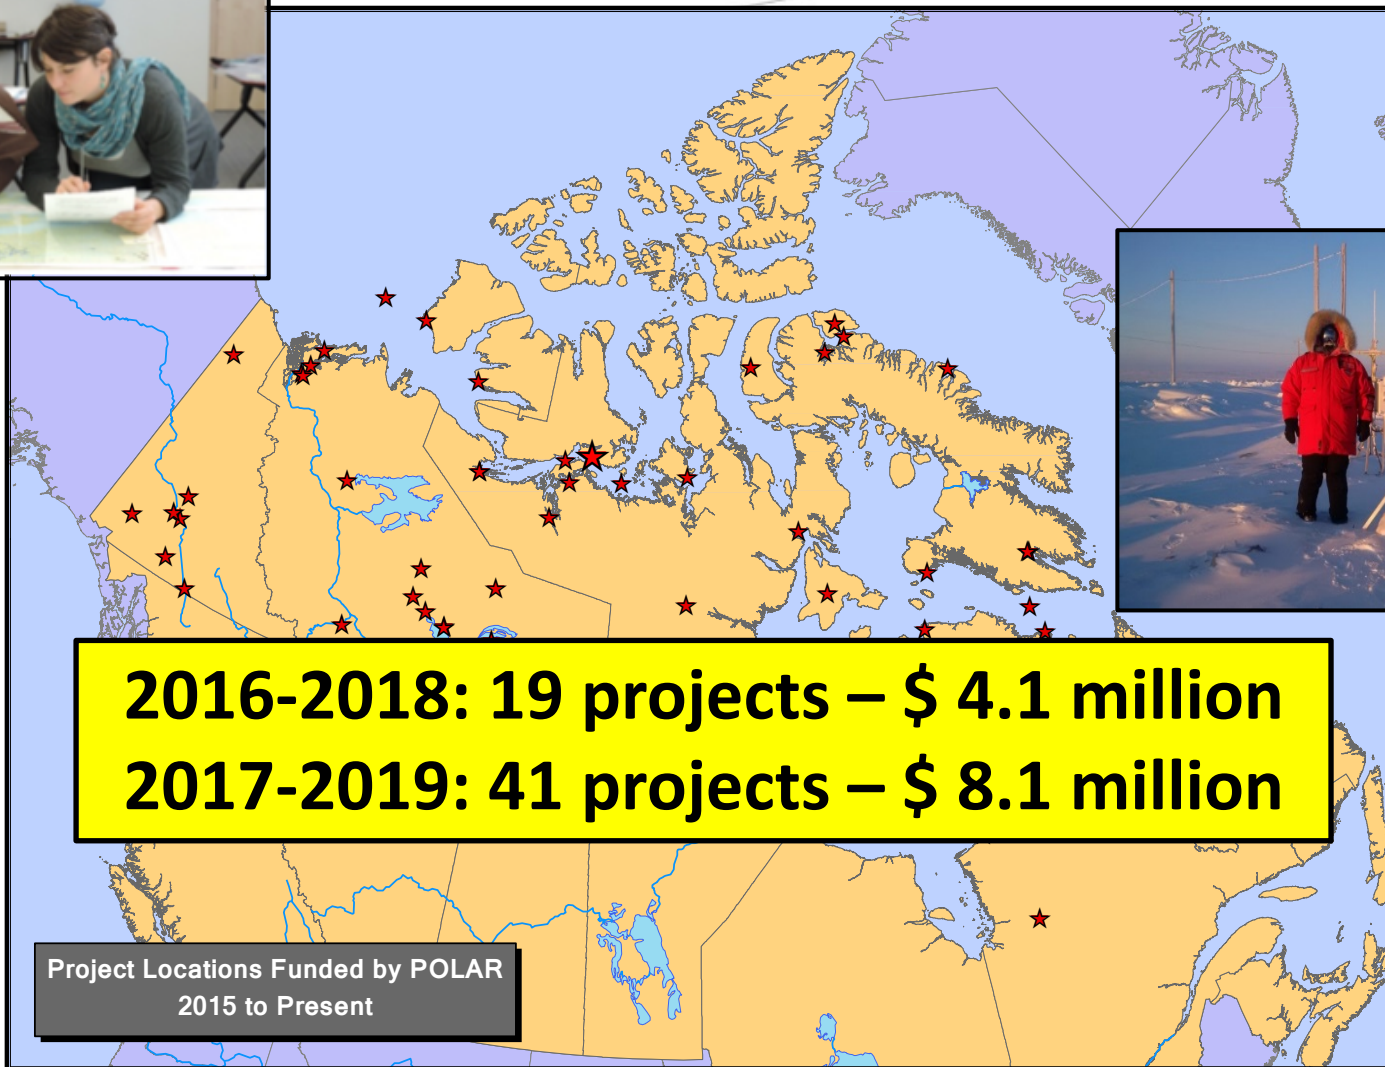 2016-2018: 19 projects – $ 4.1 million
2017-2019: 41 projects – $ 8.1 million
Project Locations Funded by POLAR
2015 to Present